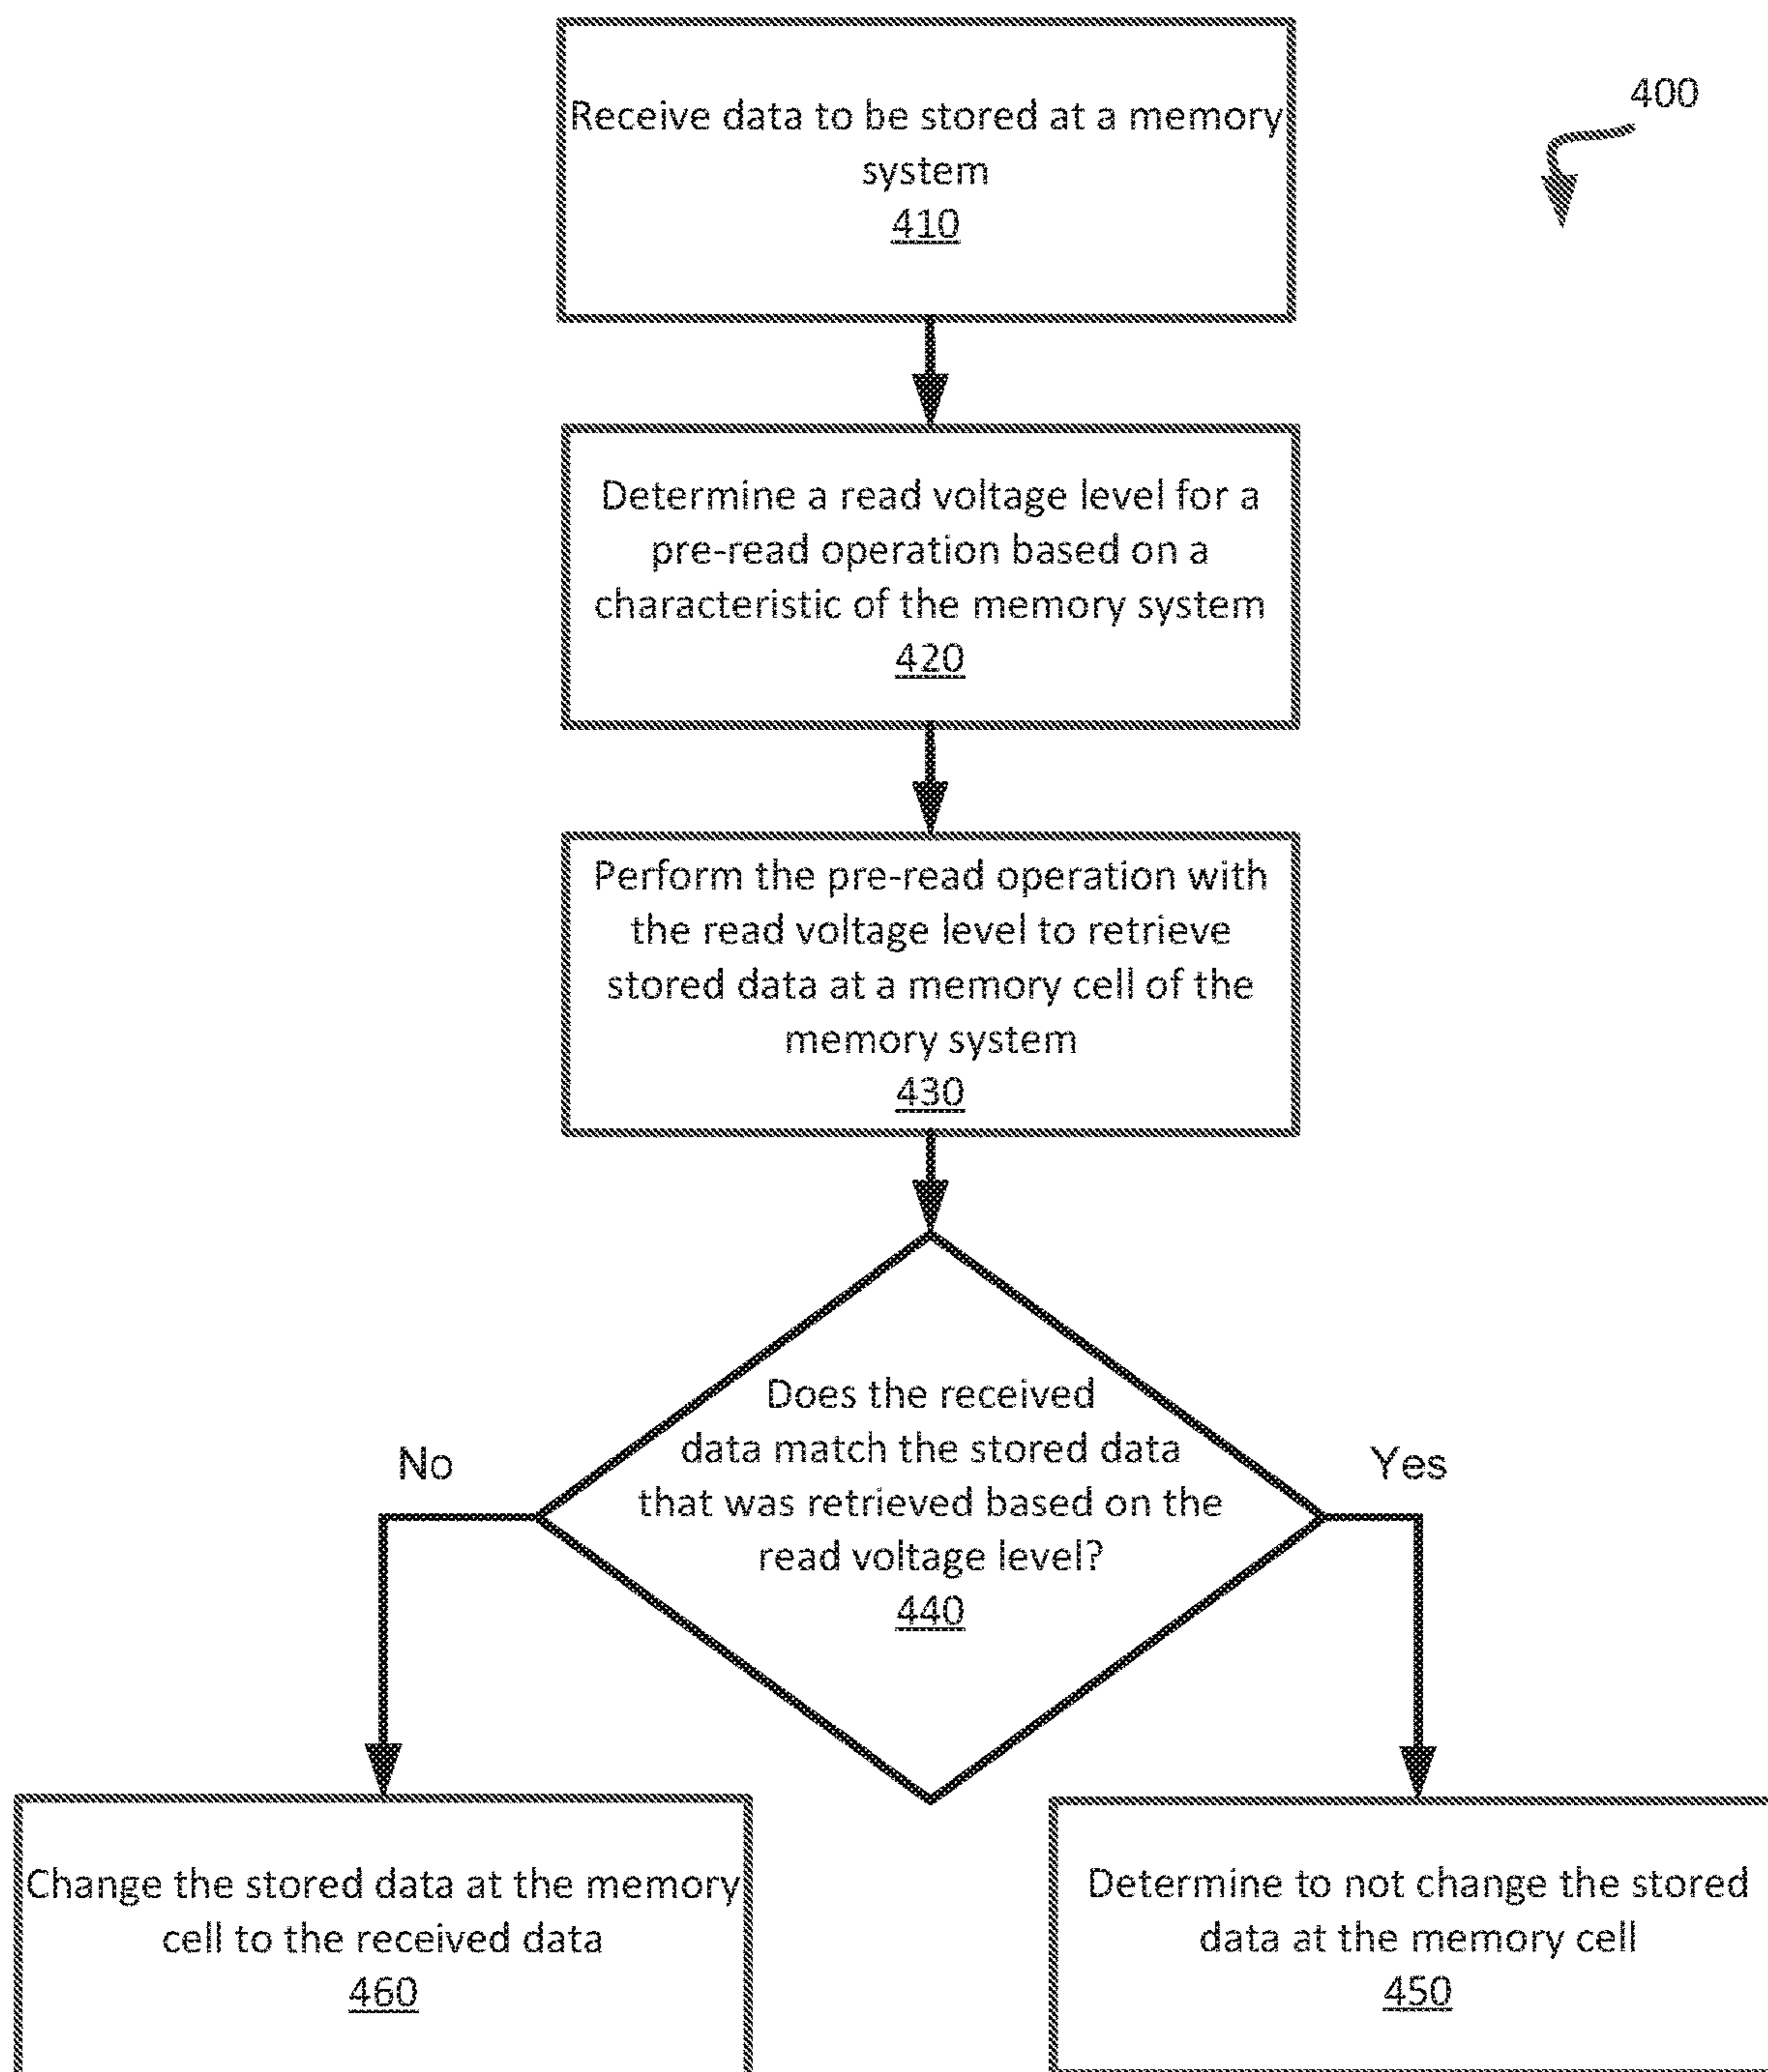 Receive data to be stored at a memory
system
410
400
Determine a read voltage level for a
pre-read operation based on a
characteristic of the memory system
420
Perform the pre-read operation with
the read voltage level to retrieve
stored data at a memory cell of the
memory system
430
Does the received
data match the stored data
that was retrieved based on the
read voltage level?
440
No
Yes
Change the stored data at the memory
cell to the received data
460
Determine to not change the stored
data at the memory cell
450